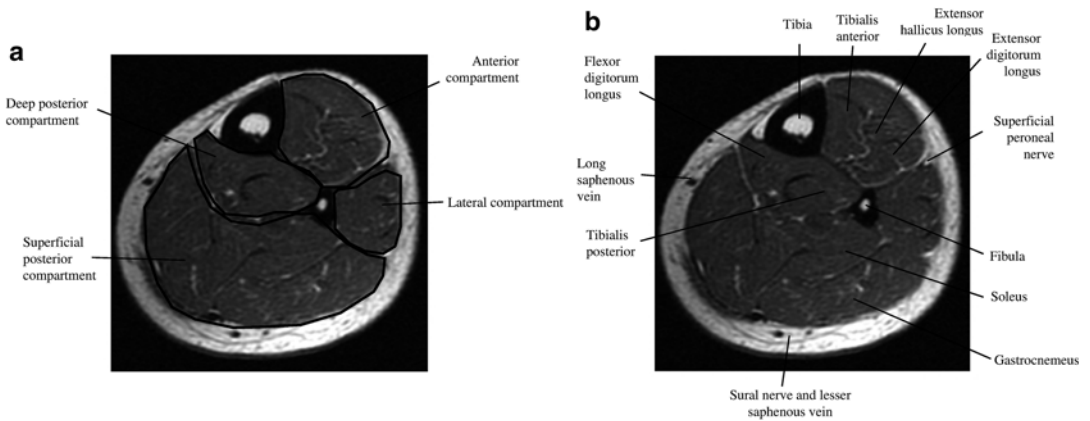 a
Anterior
compartment
Deep posterior
compartment
Lateral compartment
Superficial
posterior
compartment
b
Tibia
Tibialis
anterior
Extensor
hallicus longus
Extensor
digitorum
longus
Flexor
digitorum
longus
Superficial
peroneal
nerve
Long
saphenous
vein
Tibialis
posterior
Fibula
Soleus
Gastrocnemeus
Sural nerve and lesser
saphenous vein